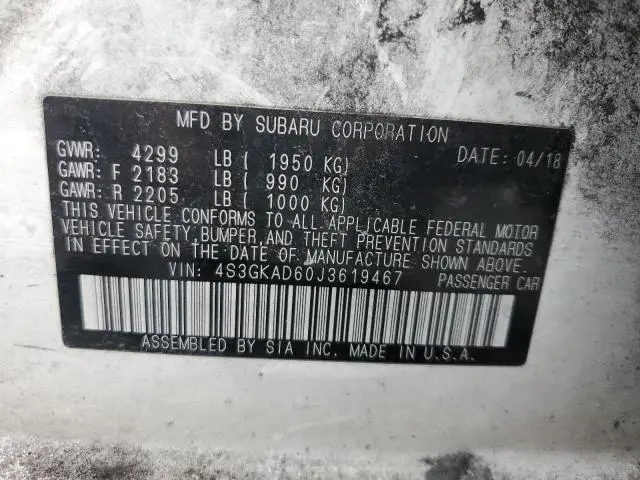 MFD BY SUBARU CORPORATION
GVWR: 4299 LB ( 1950 KG) DATE: 04/18
GAWR: F 2183 LB ( 990 KG)
GAWR: R 2205 LB ( 1000 KG)
THIS VEHICLE CONFORMS TO ALL APPLICABLE FEDERAL MOTOR
VEHICLE SAFETY, BUMPER, AND THEFT PREVENTION STANDARDS
IN EFFECT ON THE DATE OF MANUFACTURE SHOWN ABOVE.
VIN: 4S3GKAD60J3619467 PASSENGER CAR
ASSEMBLED BY SIA INC. MADE IN U.S.A.